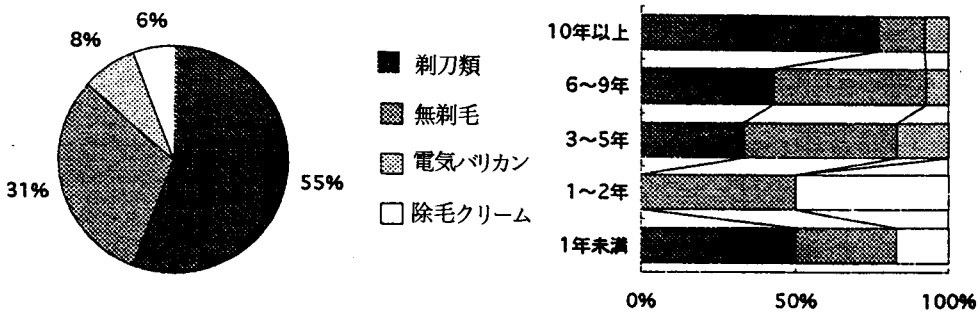 6%
8%
31%
55%
剃刀類
無剃毛
電気バリカン
除毛クリーム
10年以上
6〜9年
3〜5年
1〜2年
1年未満
0%
50%
100%